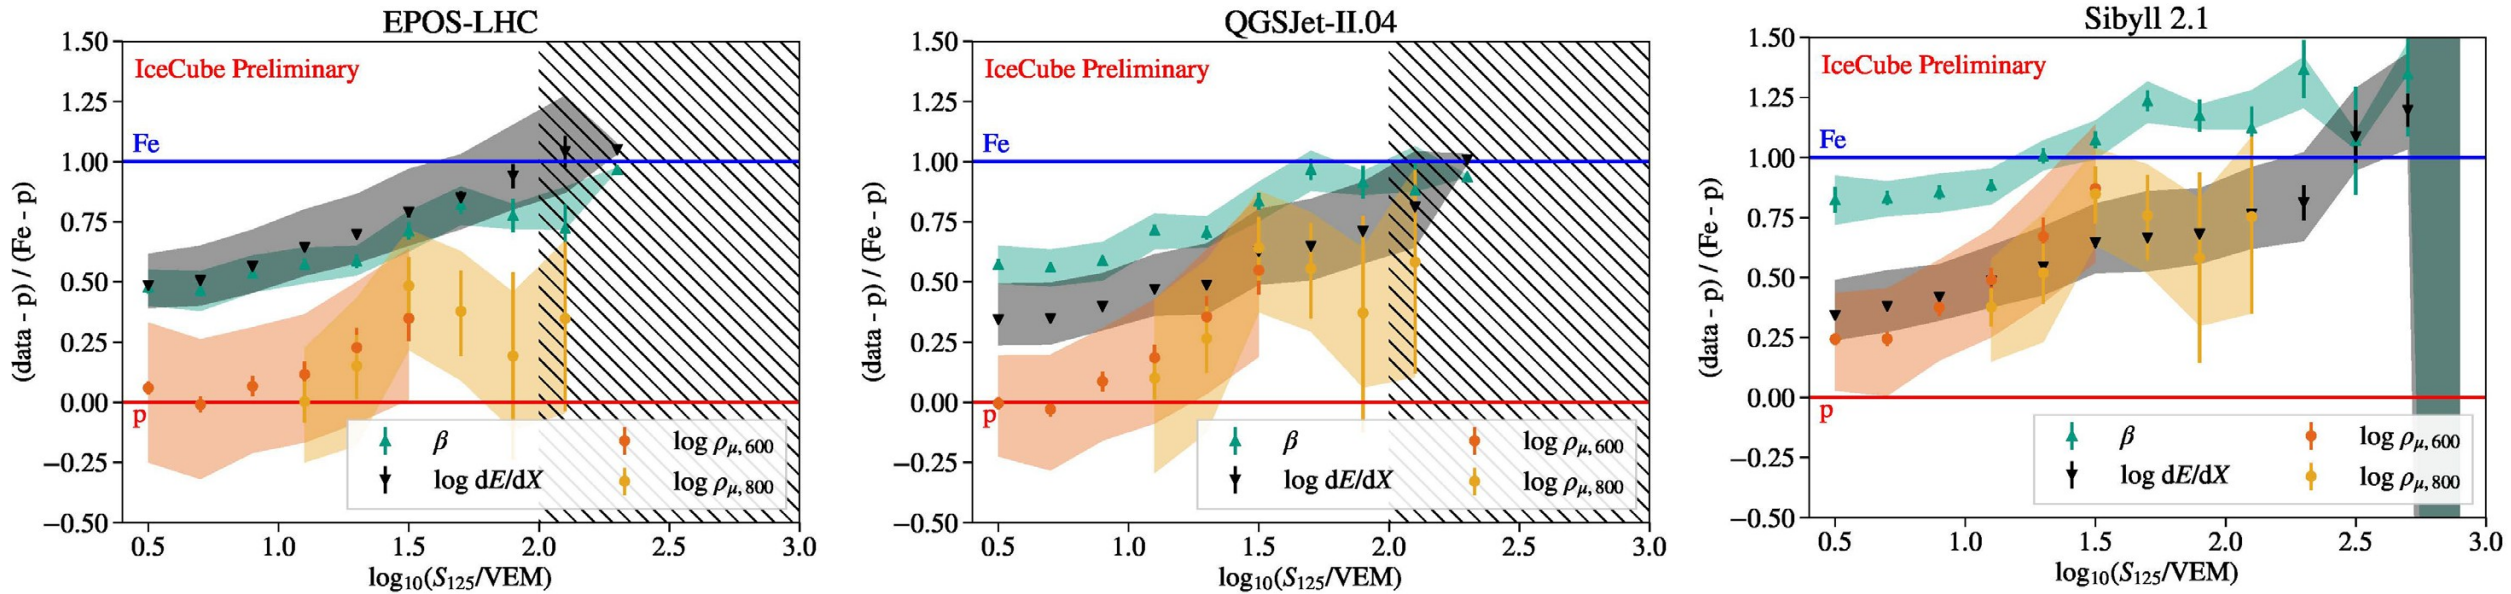 EPOS-LHC
IceCube Preliminary
Fe
p
β
log dE/dX
log ρμ, 600
log ρμ, 800
(data - p) / (Fe - p)
1.50
1.25
1.00
0.75
0.50
0.25
0.00
−0.25
−0.50
0.5 1.0 1.5 2.0 2.5 3.0
log10(S125/VEM)
QGSJet-II.04
IceCube Preliminary
Fe
p
β
log dE/dX
log ρμ, 600
log ρμ, 800
(data - p) / (Fe - p)
1.50
1.25
1.00
0.75
0.50
0.25
0.00
−0.25
−0.50
0.5 1.0 1.5 2.0 2.5 3.0
log10(S125/VEM)
Sibyll 2.1
IceCube Preliminary
Fe
p
β
log dE/dX
log ρμ, 600
log ρμ, 800
(data - p) / (Fe - p)
1.50
1.25
1.00
0.75
0.50
0.25
0.00
−0.25
−0.50
0.5 1.0 1.5 2.0 2.5 3.0
log10(S125/VEM)